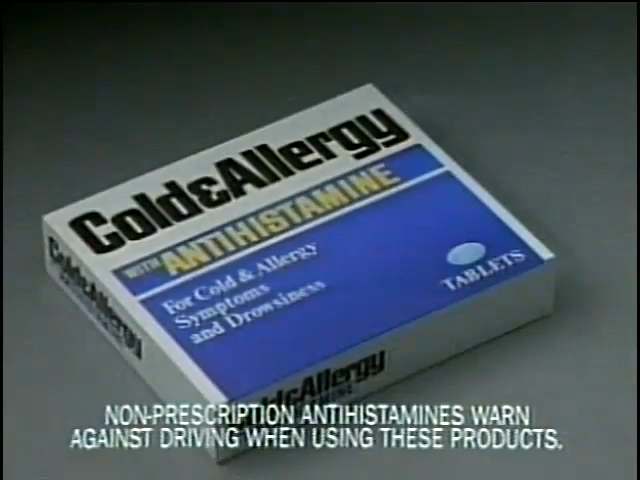 Cold&Allergy
WITH ANTIHISTAMINE
For Cold & Allergy
Symptoms
and Drowsiness
TABLETS
Cold&Allergy
Cold&Allergy
NON-PRESCRIPTION ANTIHISTAMINES WARN
AGAINST DRIVING WHEN USING THESE PRODUCTS.